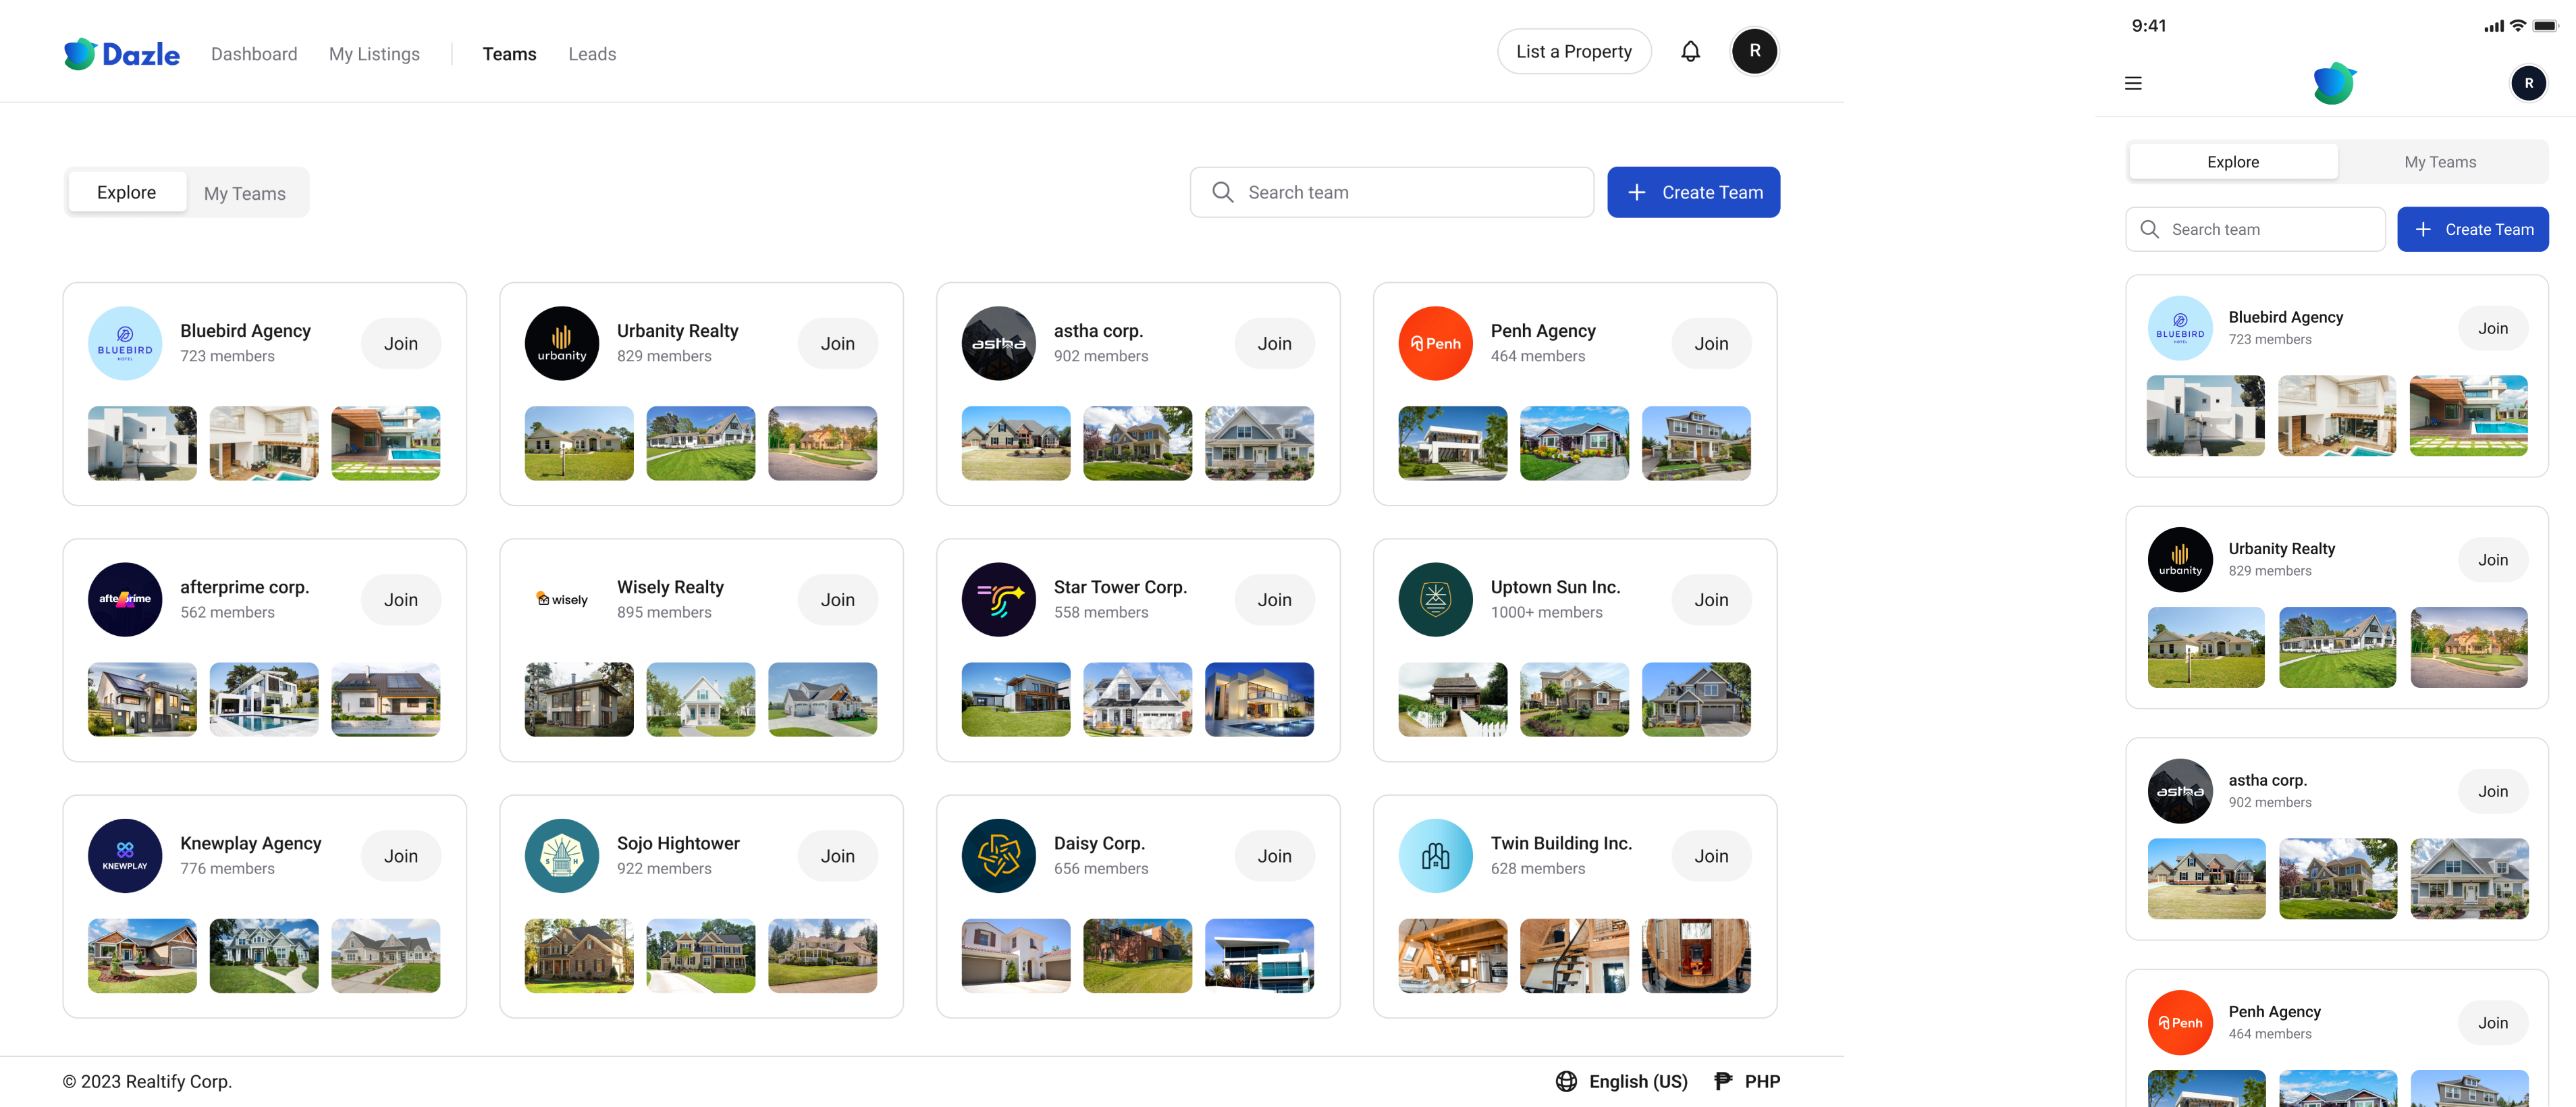 Dazle Dashboard My Listings Teams Leads List a Property R
Explore My Teams Search team + Create Team
BLUEBIRD
HOTEL
Bluebird Agency
723 members
Join
urbanity
Urbanity Realty
829 members
Join
astha
astha corp.
902 members
Join
Penh
Penh Agency
464 members
Join
afterprime
afterprime corp.
562 members
Join
wisely
Wisely Realty
895 members
Join
Star Tower Corp.
558 members
Join
Uptown Sun Inc.
1000+ members
Join
KNEWPLAY
Knewplay Agency
776 members
Join
S H
Sojo Hightower
922 members
Join
Daisy Corp.
656 members
Join
Twin Building Inc.
628 members
Join
© 2023 Realtify Corp. English (US) ₱ PHP
9:41
R
Explore My Teams
Search team + Create Team
BLUEBIRD
HOTEL
Bluebird Agency
723 members
Join
urbanity
Urbanity Realty
829 members
Join
astha
astha corp.
902 members
Join
Penh
Penh Agency
464 members
Join